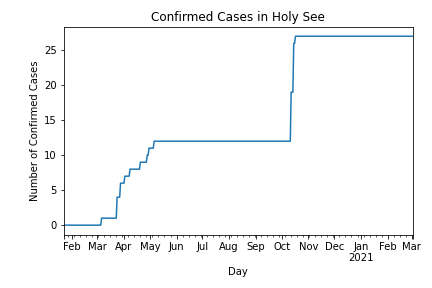 Confirmed Cases in Holy See
Number of Confirmed Cases
25
20
15
10
5
0
Feb Mar Apr May Jun Jul Aug Sep Oct Nov Dec Jan Feb Mar
2021
Day